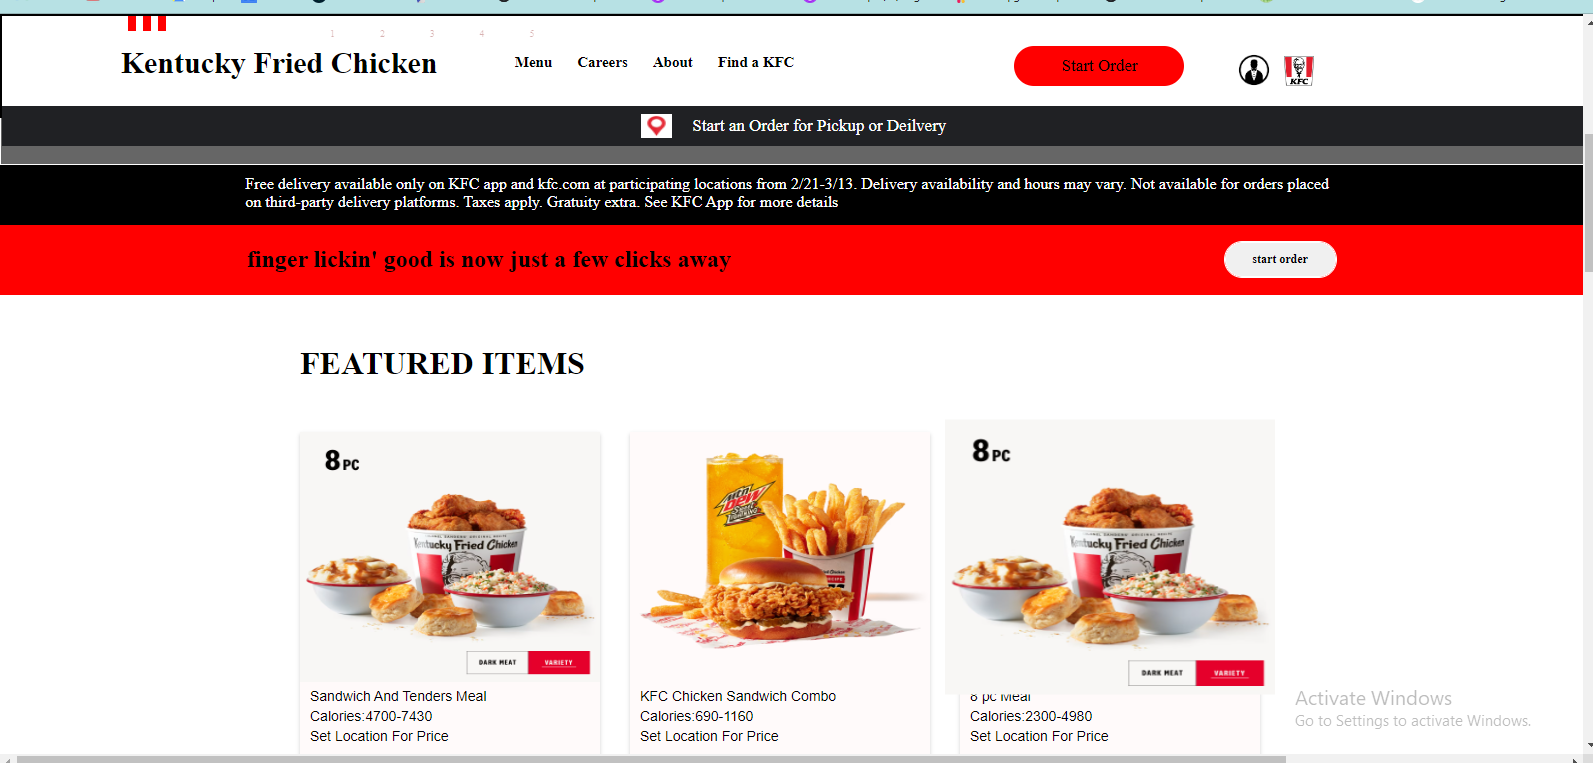 1 2 3 4 5
Kentucky Fried Chicken
Menu Careers About Find a KFC
Start Order
KFC
Start an Order for Pickup or Deilvery
Free delivery available only on KFC app and kfc.com at participating locations from 2/21-3/13. Delivery availability and hours may vary. Not available for orders placed
on third-party delivery platforms. Taxes apply. Gratuity extra. See KFC App for more details
finger lickin' good is now just a few clicks away
start order
FEATURED ITEMS
8 PC
Kentucky Fried Chicken
DARK MEAT VARIETY
Sandwich And Tenders Meal
Calories:4700-7430
Set Location For Price
mtn DEW
KFC Chicken Sandwich Combo
Calories:690-1160
Set Location For Price
8 PC
Kentucky Fried Chicken
DARK MEAT VARIETY
8 pc Meal
Calories:2300-4980
Set Location For Price
Activate Windows
Go to Settings to activate Windows.